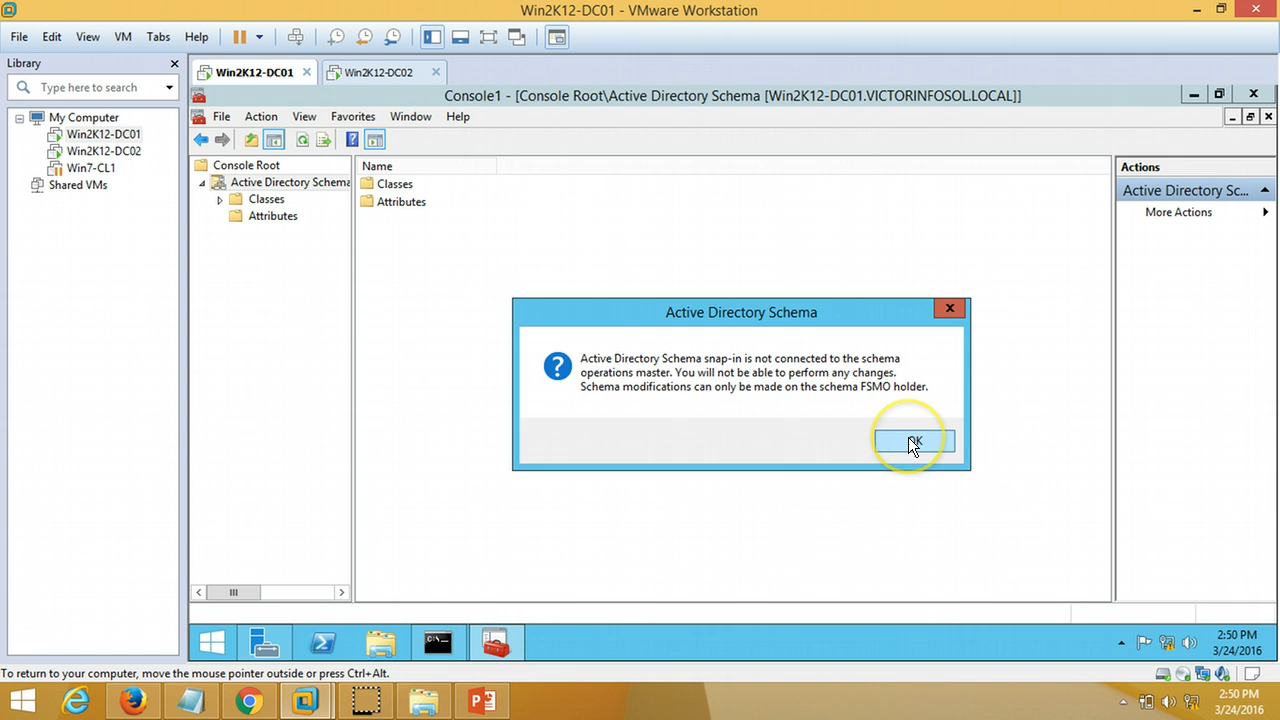 Win2K12-DC01 - VMware Workstation
File Edit View VM Tabs Help
Library
Type here to search
My Computer
Win2K12-DC01
Win2K12-DC02
Win7-CL1
Shared VMs
Win2K12-DC01 Win2K12-DC02
Console1 - [Console Root\Active Directory Schema [Win2K12-DC01.VICTORINFOSOL.LOCAL]]
File Action View Favorites Window Help
Console Root
Active Directory Schema
Classes
Attributes
Name
Classes
Attributes
Actions
Active Directory Sc...
More Actions
Active Directory Schema
Active Directory Schema snap-in is not connected to the schema
operations master. You will not be able to perform any changes.
Schema modifications can only be made on the schema FSMO holder.
OK
2:50 PM
3/24/2016
To return to your computer, move the mouse pointer outside or press Ctrl+Alt.
2:50 PM
3/24/2016